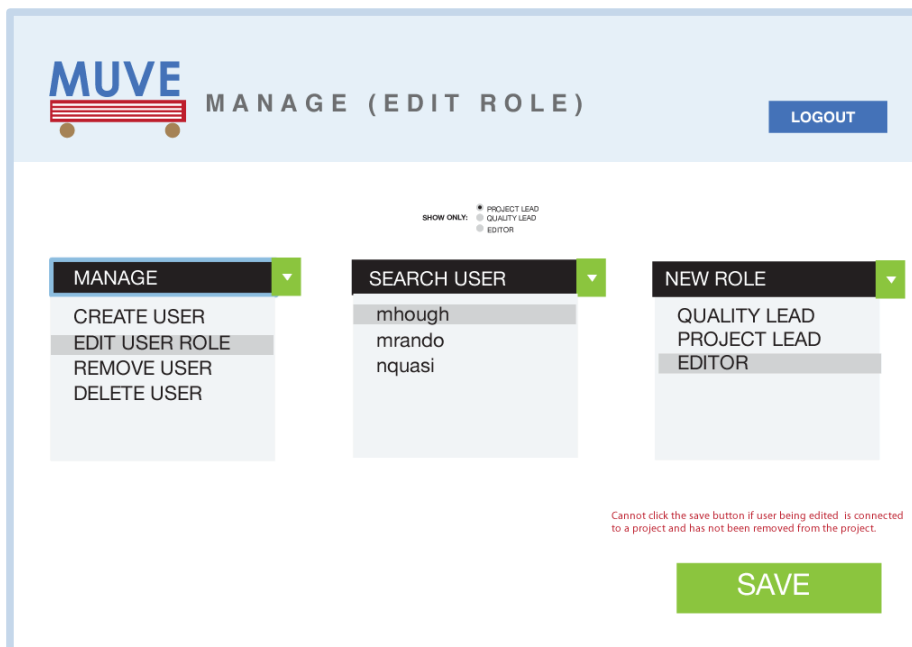 MUVE
MANAGE (EDIT ROLE)
LOGOUT
SHOW ONLY:
PROJECT LEAD
QUALITY LEAD
EDITOR
MANAGE
CREATE USER
EDIT USER ROLE
REMOVE USER
DELETE USER
SEARCH USER
mhough
mrando
nquasi
NEW ROLE
QUALITY LEAD
PROJECT LEAD
EDITOR
Cannot click the save button if user being edited is connected
to a project and has not been removed from the project.
SAVE